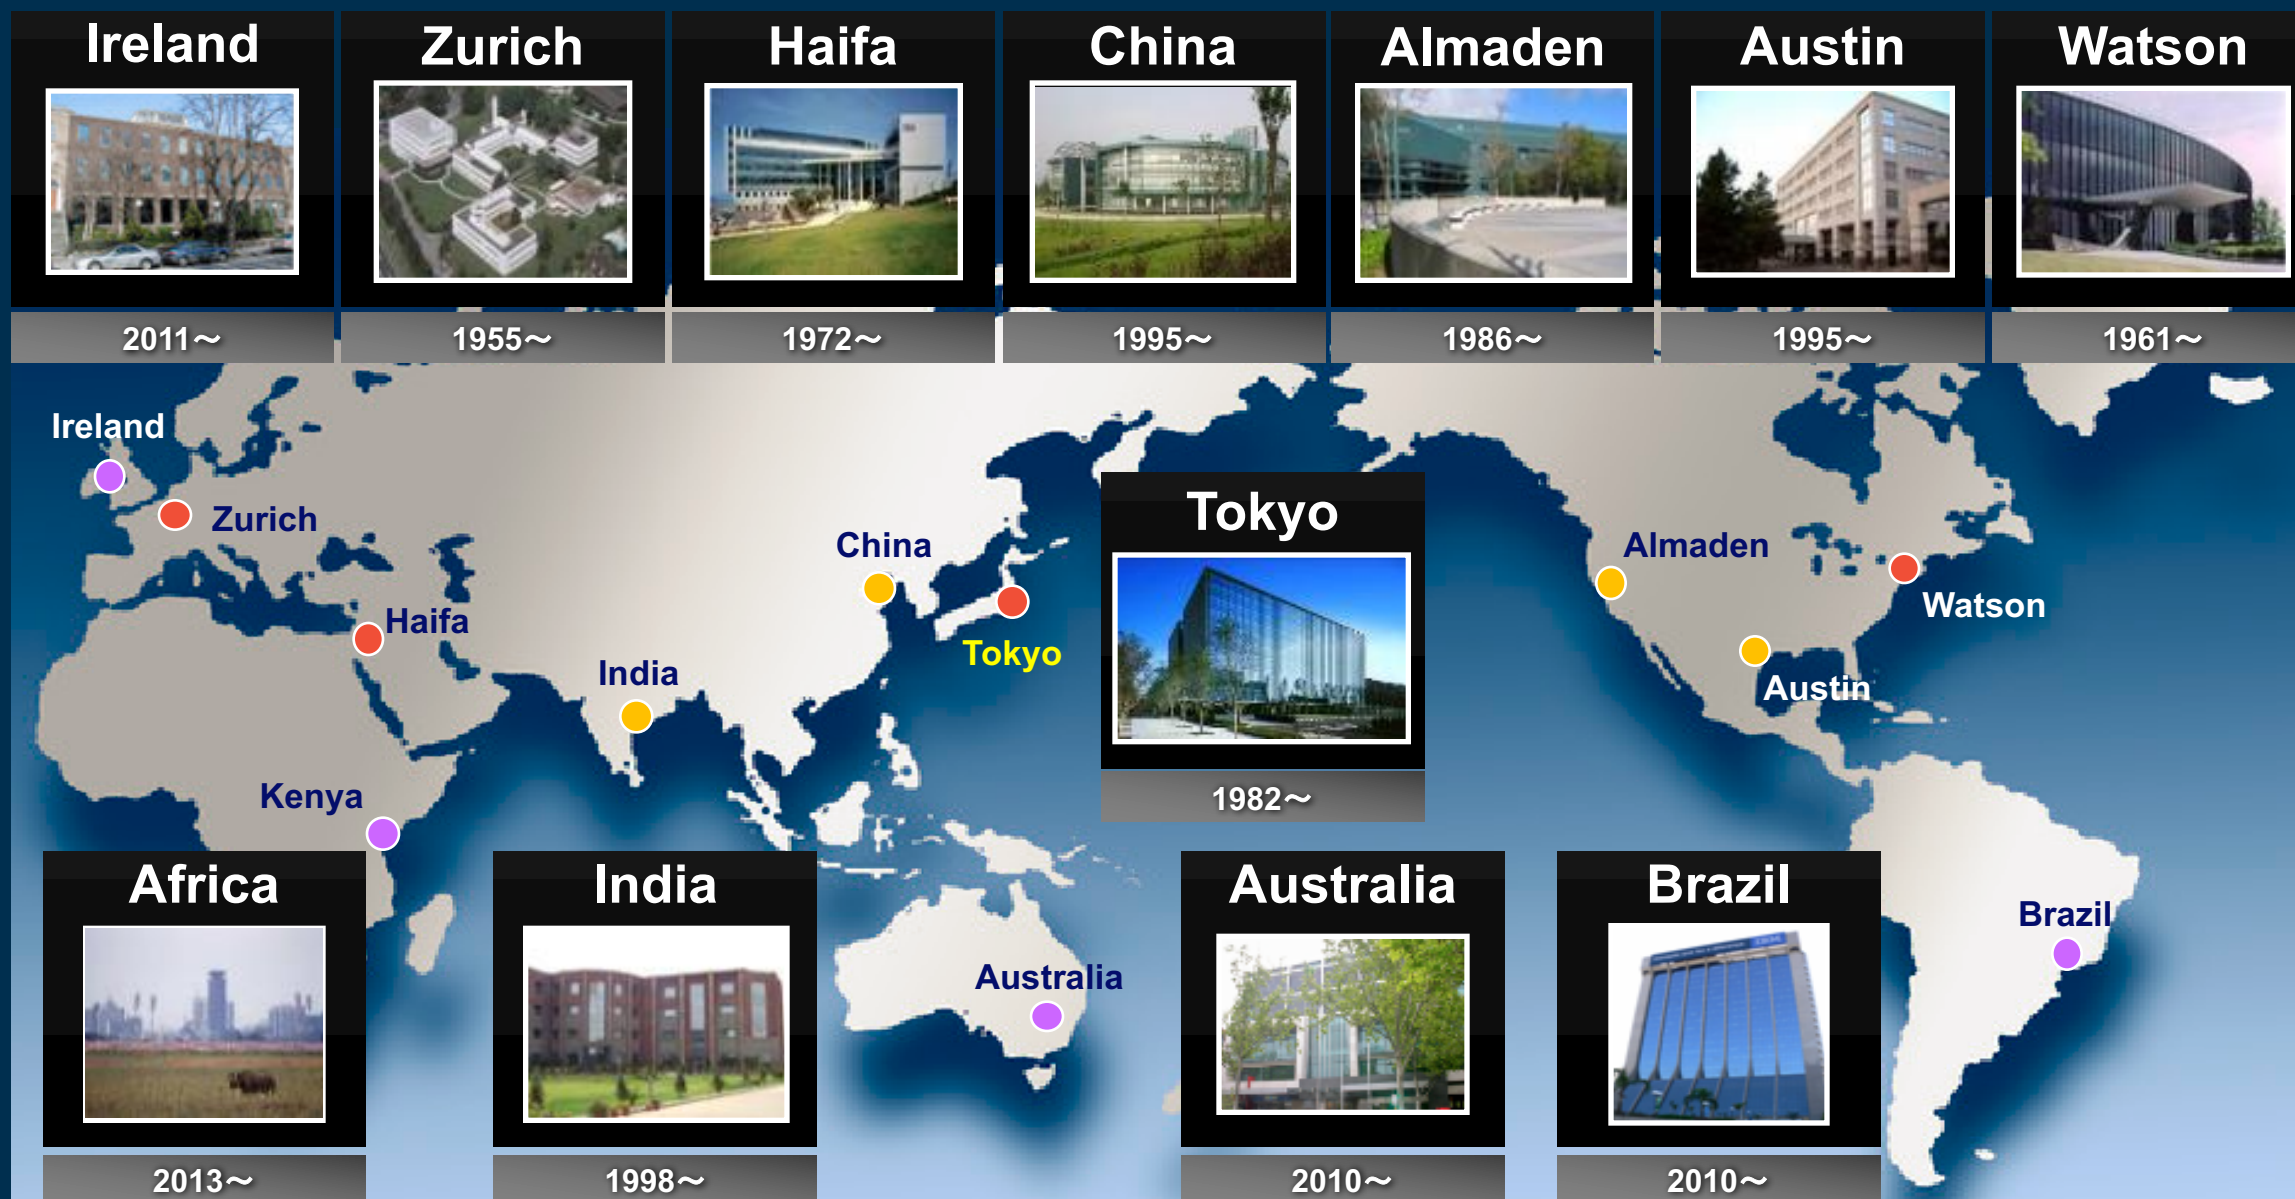 Ireland
Zurich
Haifa
China
Almaden
Austin
Watson
2011～
1955～
1972～
1995～
1986～
1995～
1961～
Ireland
Zurich
Haifa
China
India
Tokyo
Kenya
Almaden
Watson
Austin
Tokyo
1982～
Australia
Brazil
Africa
India
Australia
Brazil
2013～
1998～
2010～
2010～